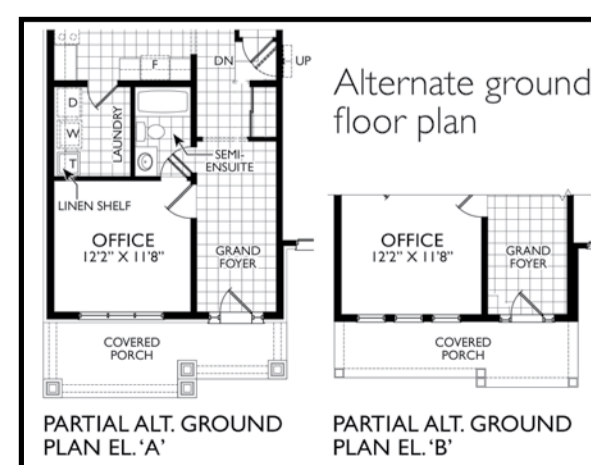 Alternate ground
floor plan
F
DN
UP
D
W
T
LAUNDRY
SEMI-
ENSUITE
LINEN SHELF
OFFICE
12'2" X 11'8"
GRAND
FOYER
COVERED
PORCH
PARTIAL ALT. GROUND
PLAN EL. ‘A’
OFFICE
12'2" X 11'8"
GRAND
FOYER
COVERED
PORCH
PARTIAL ALT. GROUND
PLAN EL. ‘B’